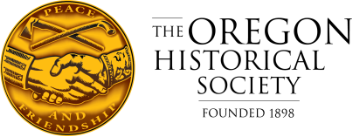 PEACE
AND
FRIENDSHIP
THE OREGON
HISTORICAL
SOCIETY
FOUNDED 1898